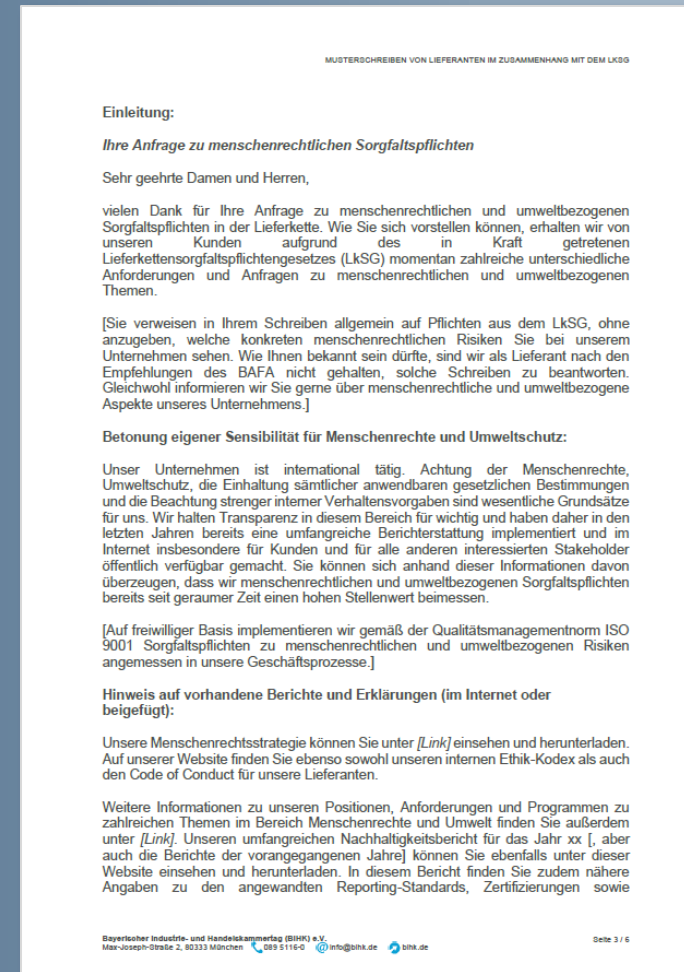 MUSTERSCHREIBEN VON LIEFERANTEN IM ZUSAMMENHANG MIT DEM LKSG
Einleitung:
Ihre Anfrage zu menschenrechtlichen Sorgfaltspflichten
Sehr geehrte Damen und Herren,
vielen Dank für Ihre Anfrage zu menschenrechtlichen und umweltbezogenen
Sorgfaltspflichten in der Lieferkette. Wie Sie sich vorstellen können, erhalten wir von
unseren Kunden aufgrund des in Kraft getretenen
Lieferkettensorgfaltspflichtengesetzes (LkSG) momentan zahlreiche unterschiedliche
Anforderungen und Anfragen zu menschenrechtlichen und umweltbezogenen
Themen.
[Sie verweisen in Ihrem Schreiben allgemein auf Pflichten aus dem LkSG, ohne
anzugeben, welche konkreten menschenrechtlichen Risiken Sie bei unserem
Unternehmen sehen. Wie Ihnen bekannt sein dürfte, sind wir als Lieferant nach den
Empfehlungen des BAFA nicht gehalten, solche Schreiben zu beantworten.
Gleichwohl informieren wir Sie gerne über menschenrechtliche und umweltbezogene
Aspekte unseres Unternehmens.]
Betonung eigener Sensibilität für Menschenrechte und Umweltschutz:
Unser Unternehmen ist international tätig. Achtung der Menschenrechte,
Umweltschutz, die Einhaltung sämtlicher anwendbaren gesetzlichen Bestimmungen
und die Beachtung strenger interner Verhaltensvorgaben sind wesentliche Grundsätze
für uns. Wir halten Transparenz in diesem Bereich für wichtig und haben daher in den
letzten Jahren bereits eine umfangreiche Berichterstattung implementiert und im
Internet insbesondere für Kunden und für alle anderen interessierten Stakeholder
öffentlich verfügbar gemacht. Sie können sich anhand dieser Informationen davon
überzeugen, dass wir menschenrechtlichen und umweltbezogenen Sorgfaltspflichten
bereits seit geraumer Zeit einen hohen Stellenwert beimessen.
[Auf freiwilliger Basis implementieren wir gemäß der Qualitätsmanagementnorm ISO
9001 Sorgfaltspflichten zu menschenrechtlichen und umweltbezogenen Risiken
angemessen in unsere Geschäftsprozesse.]
Hinweis auf vorhandene Berichte und Erklärungen (im Internet oder
beigefügt):
Unsere Menschenrechtsstrategie können Sie unter [Link] einsehen und herunterladen.
Auf unserer Website finden Sie ebenso sowohl unseren internen Ethik-Kodex als auch
den Code of Conduct für unsere Lieferanten.
Weitere Informationen zu unseren Positionen, Anforderungen und Programmen zu
zahlreichen Themen im Bereich Menschenrechte und Umwelt finden Sie außerdem
unter [Link]. Unseren umfangreichen Nachhaltigkeitsbericht für das Jahr xx [, aber
auch die Berichte der vorangegangenen Jahre] können Sie ebenfalls unter dieser
Website einsehen und herunterladen. In diesem Bericht finden Sie zudem nähere
Angaben zu den angewandten Reporting-Standards, Zertifizierungen sowie
Bayerischer Industrie- und Handelskammertag (BIHK) e.V. Seite 3 / 6
Max-Joseph-Straße 2, 80333 München 089 5116-0 info@bihk.de bihk.de